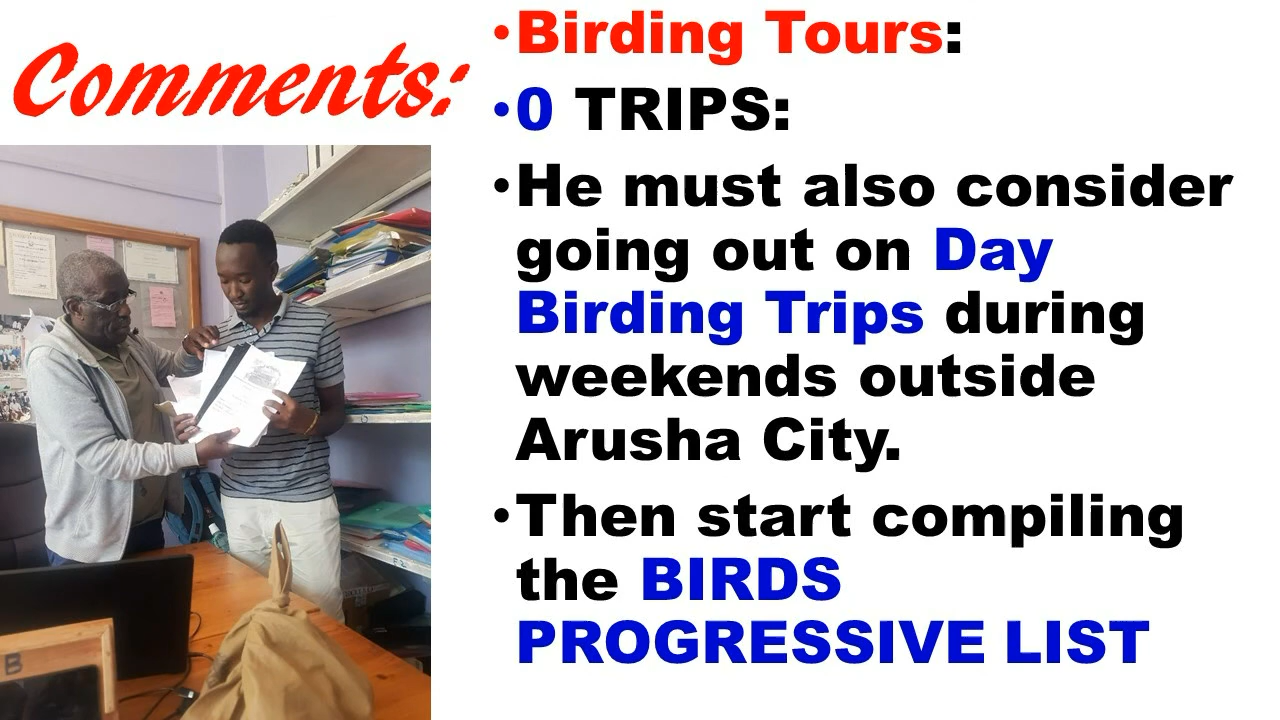 Comments:
•Birding Tours:
•0 TRIPS:
•He must also consider
going out on Day
Birding Trips during
weekends outside
Arusha City.
•Then start compiling
the BIRDS
PROGRESSIVE LIST
B